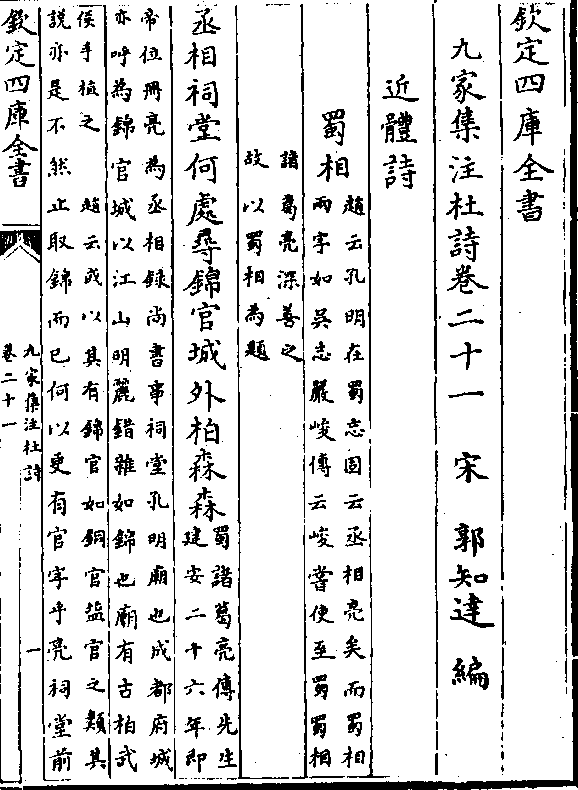 欽定四庫全書
九家集注杜詩卷二十一 宋 郭知達 編
近體詩
蜀相
趙云孔明在蜀志固云丞相亮矣而蜀相
兩字如吳志嚴峻傳云峻嘗使至蜀蜀相
諸葛亮深善之
故以蜀相為題
丞相祠堂何處尋錦官城外柏森森
蜀諸葛亮傳先生
建安二十六年即
帝位冊亮為丞相録尚書事祠堂孔明廟也成都府城
亦呼為錦官城以江山明麗錯雜如錦也廟有古柏武
侯手植之 趙云或以其有錦官如銅官盐官之類其
說亦是不然止取錦而已何以更有官字乎亮祠堂前
欽定四庫全書
九家集注杜詩
卷二十一
一